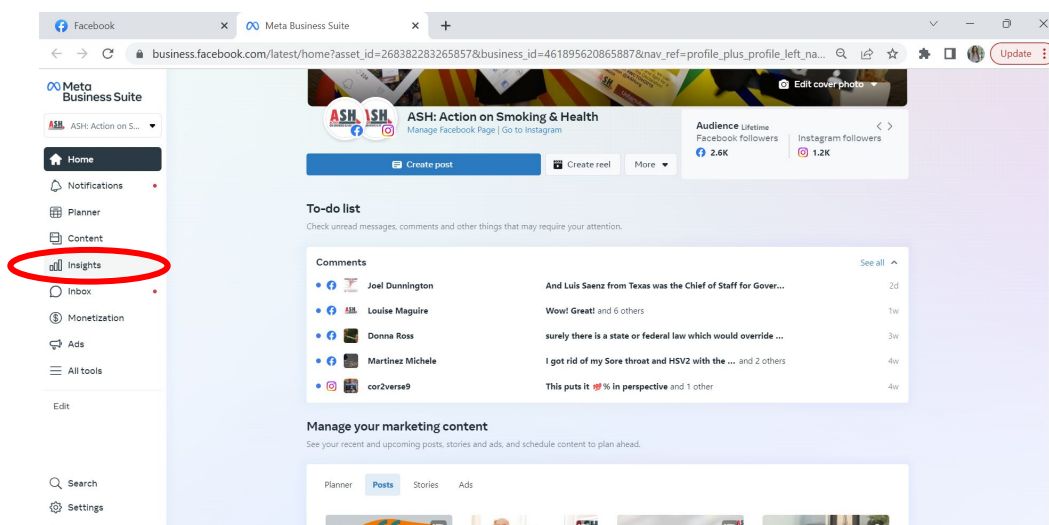 Facebook
Meta Business Suite
business.facebook.com/latest/home?asset_id=268382283265857&business_id=461895620865887&nav_ref=profile_plus_profile_left_na...
Update
Meta
Business Suite
ASH: Action on S...
Home
Notifications
Planner
Content
Insights
Inbox
Monetization
Ads
All tools
Edit
Search
Settings
Edit cover photo
ASH.
ASH.
ASH: Action on Smoking & Health
Manage Facebook Page | Go to Instagram
Audience Lifetime
Facebook followers Instagram followers
2.6K 1.2K
Create post Create reel More
To-do list
Check unread messages, comments and other things that may require your attention.
Comments See all
Joel Dunnington And Luis Saenz from Texas was the Chief of Staff for Gover... 2d
Louise Maguire Wow! Great! and 6 others 1w
Donna Ross surely there is a state or federal law which would override ... 3w
Martinez Michele I got rid of my Sore throat and HSV2 with the ... and 2 others 4w
cor2verse9 This puts it 💯% in perspective and 1 other 4w
Manage your marketing content
See your recent and upcoming posts, stories and ads, and schedule content to plan ahead.
Planner Posts Stories Ads